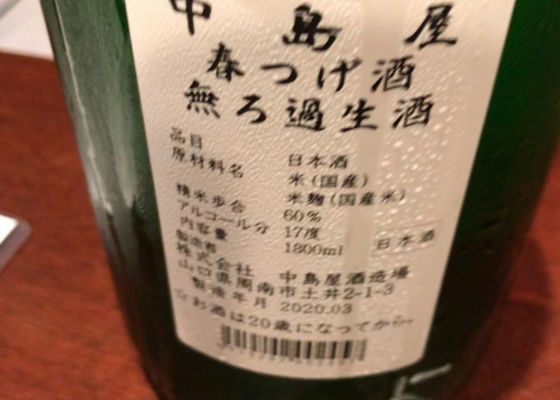 中島屋
春つげ酒
無ろ過生酒
品目 日本酒
原材料名 米(国産)
米麹(国産米)
精米歩合 60%
アルコール分 17度
内容量 1800ml
日本酒
製造者
株式会社 中島屋酒造場
山口県周南市土井2-1-3
製造年月 2020.03
☆お酒は20歳になってから。